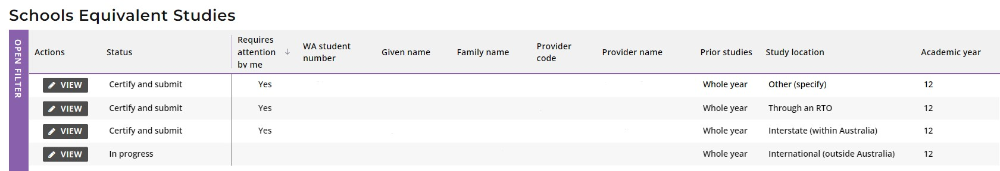 Schools Equivalent Studies
OPEN FILTER
Actions Status Requires attention by me ↓ WA student number Given name Family name Provider code Provider name Prior studies Study location Academic year
VIEW Certify and submit Yes Whole year Other (specify) 12
VIEW Certify and submit Yes Whole year Through an RTO 12
VIEW Certify and submit Yes Whole year Interstate (within Australia) 12
VIEW In progress Whole year International (outside Australia) 12